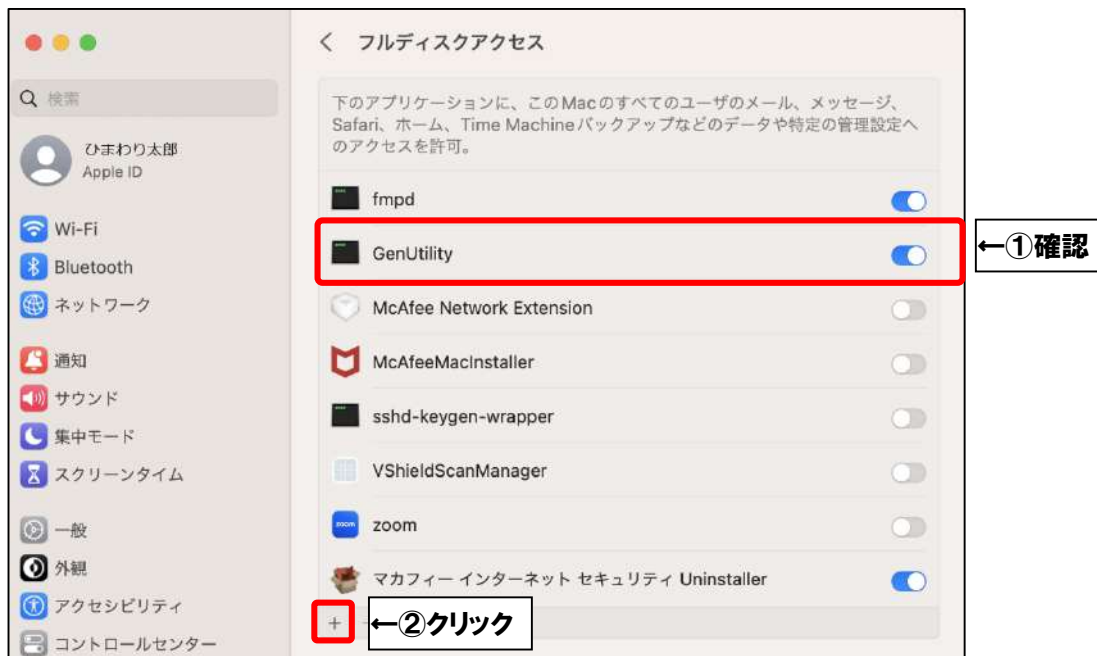 フルディスクアクセス
検索
ひまわり太郎
Apple ID
Wi-Fi
Bluetooth
ネットワーク
通知
サウンド
集中モード
スクリーンタイム
一般
外観
アクセシビリティ
コントロールセンター
下のアプリケーションに、このMacのすべてのユーザのメール、メッセージ、
Safari、ホーム、Time Machineバックアップなどのデータや特定の管理設定へ
のアクセスを許可。
fmpd
GenUtility
←①確認
McAfee Network Extension
McAfeeMacInstaller
sshd-keygen-wrapper
VShieldScanManager
zoom
マカフィー インターネット セキュリティ Uninstaller
+
←②クリック